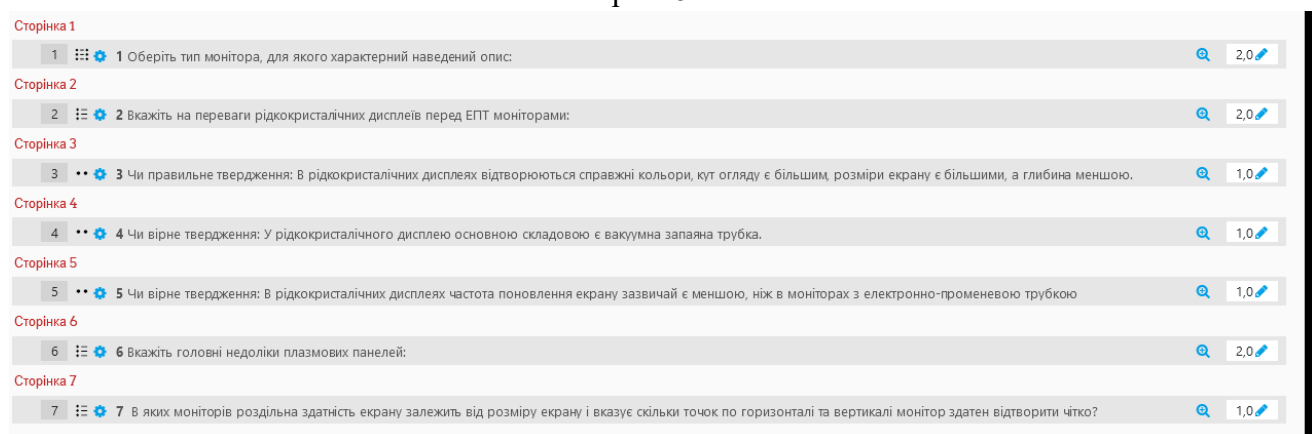 Сторінка 1
1 1 Оберіть тип монітора, для якого характерний наведений опис: 2,0
Сторінка 2
2 2 Вкажіть на переваги рідкокристалічних дисплеїв перед ЕПТ моніторами: 2,0
Сторінка 3
3 3 Чи правильне твердження: В рідкокристалічних дисплеях відтворюються справжні кольори, кут огляду є більшим, розміри екрану є більшими, а глибина меншою. 1,0
Сторінка 4
4 4 Чи вірне твердження: У рідкокристалічного дисплею основною складовою є вакуумна запаяна трубка. 1,0
Сторінка 5
5 5 Чи вірне твердження: В рідкокристалічних дисплеях частота поновлення екрану зазвичай є меншою, ніж в моніторах з електронно-променевою трубкою 1,0
Сторінка 6
6 6 Вкажіть головні недоліки плазмових панелей: 2,0
Сторінка 7
7 7 В яких моніторів роздільна здатність екрану залежить від розміру екрану і вказує скільки точок по горизонталі та вертикалі монітор здатен відтворити чітко? 1,0